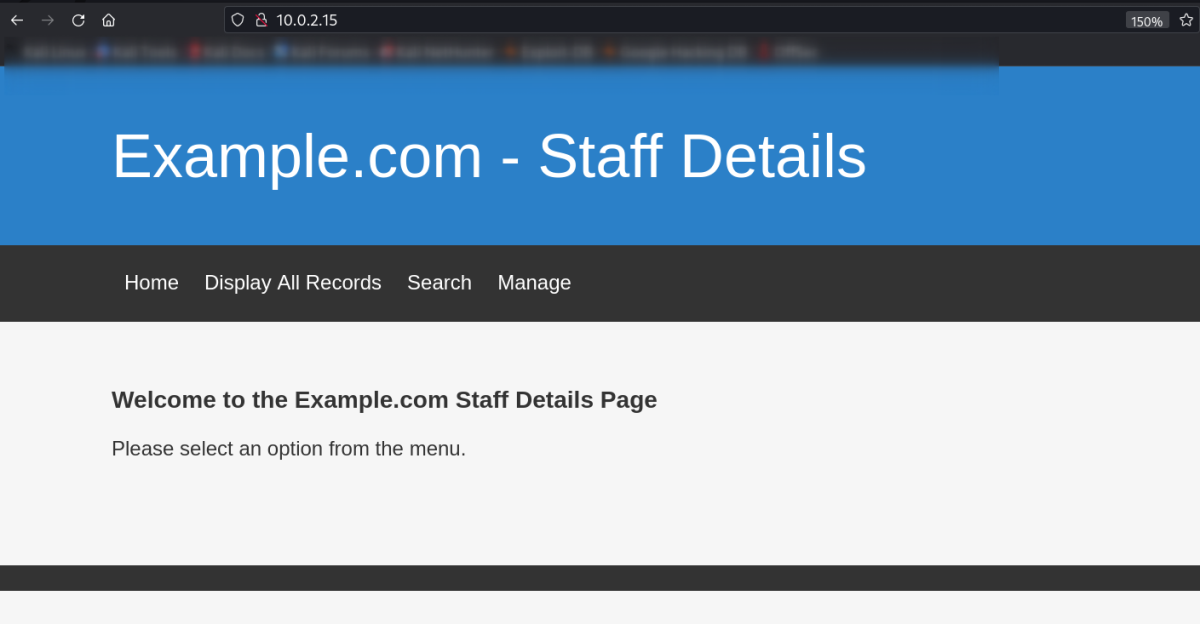 10.0.2.15
150%
Example.com - Staff Details
Home Display All Records Search Manage
Welcome to the Example.com Staff Details Page
Please select an option from the menu.